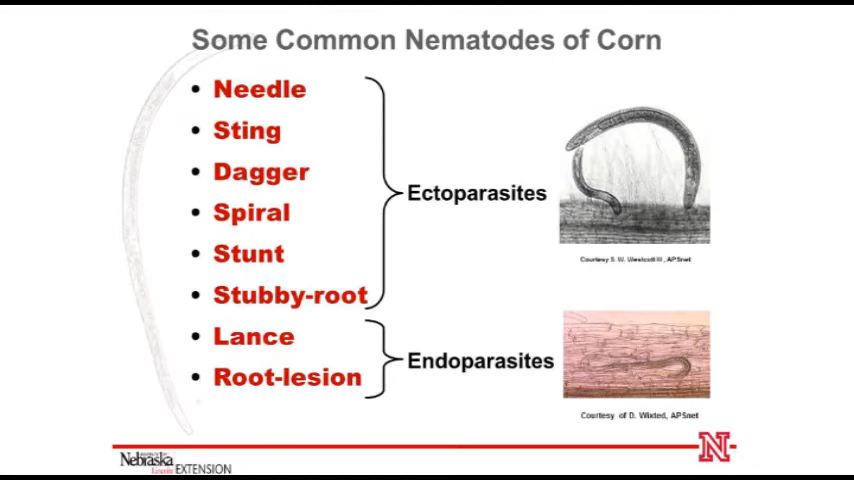 Some Common Nematodes of Corn
• Needle
• Sting
• Dagger
• Spiral
• Stunt
• Stubby-root
• Lance
• Root-lesion
Ectoparasites
Endoparasites
Courtesy S. W. Westcott III, APSnet
Courtesy of D. Wixted, APSnet
Nebraska
Lincoln EXTENSION
N